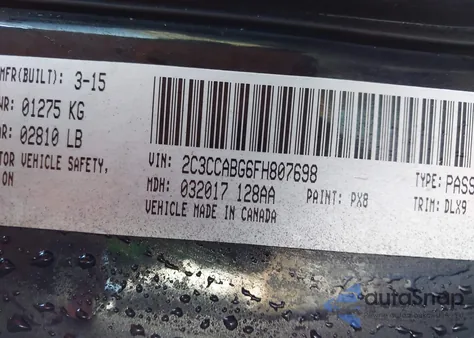 MFR(BUILT): 3-15
WR: 01275 KG
WR: 02810 LB
TOR VEHICLE SAFETY,
ON
VIN: 2C3CCABG6FH807698
TYPE: PASS
MDH: 032017 128AA
PAINT: PX8
TRIM: DLX9
VEHICLE MADE IN CANADA
autoSnap